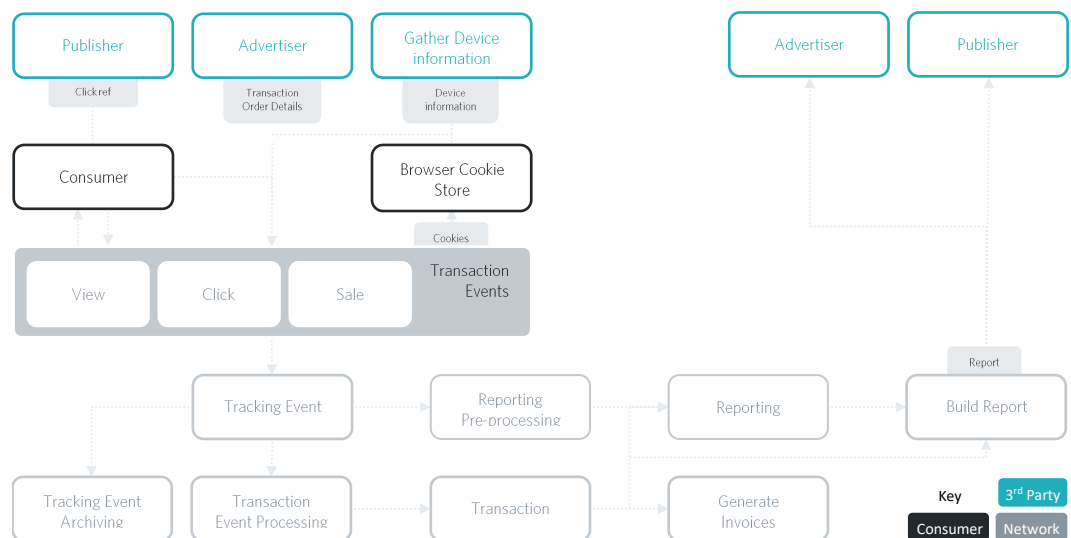 Publisher
Advertiser
Gather Device
information
Advertiser
Publisher
Click ref
Transaction
Order Details
Device
information
Consumer
Browser Cookie
Store
Cookies
View
Click
Sale
Transaction
Events
Report
Tracking Event
Reporting
Pre-processing
Reporting
Build Report
Tracking Event
Archiving
Transaction
Event Processing
Transaction
Generate
Invoices
Key
3rd Party
Consumer
Network